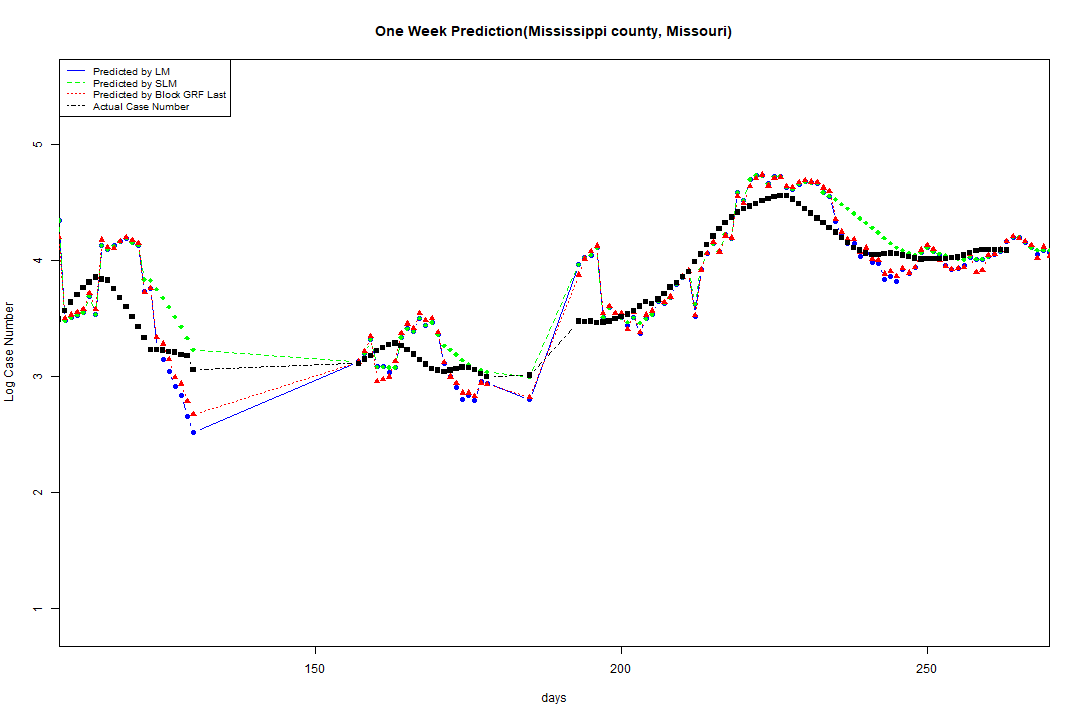 One Week Prediction(Mississippi county, Missouri)
Predicted by LM
Predicted by SLM
Predicted by Block GRF Last
Actual Case Number
5
4
3
2
1
Log Case Number
150 200 250
days